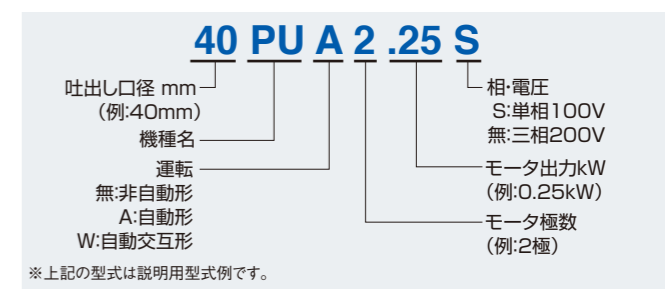 40 PU A 2 .25 S
吐出し口径 mm
(例:40mm)
機種名
運転
無:非自動形
A:自動形
W:自動交互形
相・電圧
S:単相100V
無:三相200V
モータ出力kW
(例:0.25kW)
モータ極数
(例:2極)
※上記の型式は説明用型式例です。